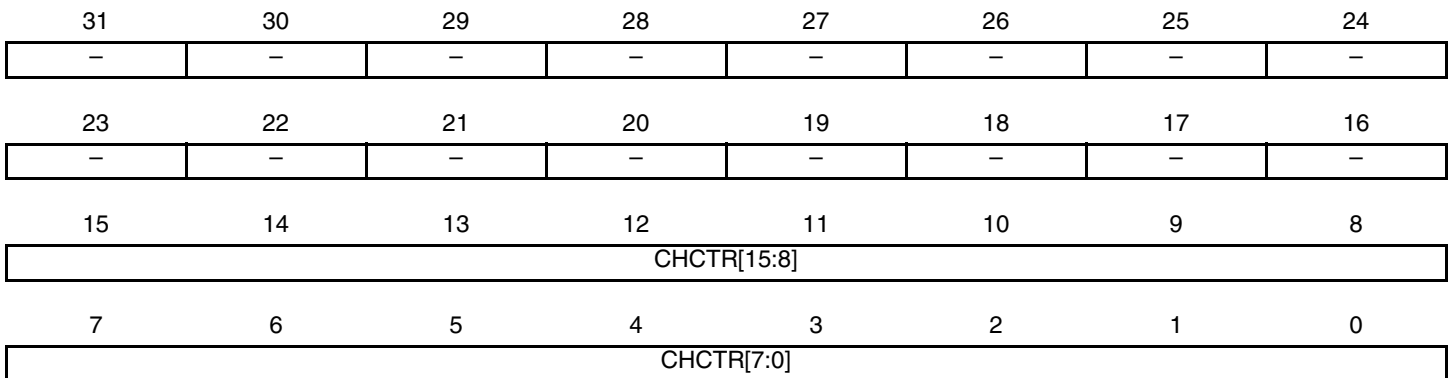 31 30 29 28 27 26 25 24
– – – – – – – –
23 22 21 20 19 18 17 16
– – – – – – – –
15 14 13 12 11 10 9 8
CHCTR[15:8]
7 6 5 4 3 2 1 0
CHCTR[7:0]